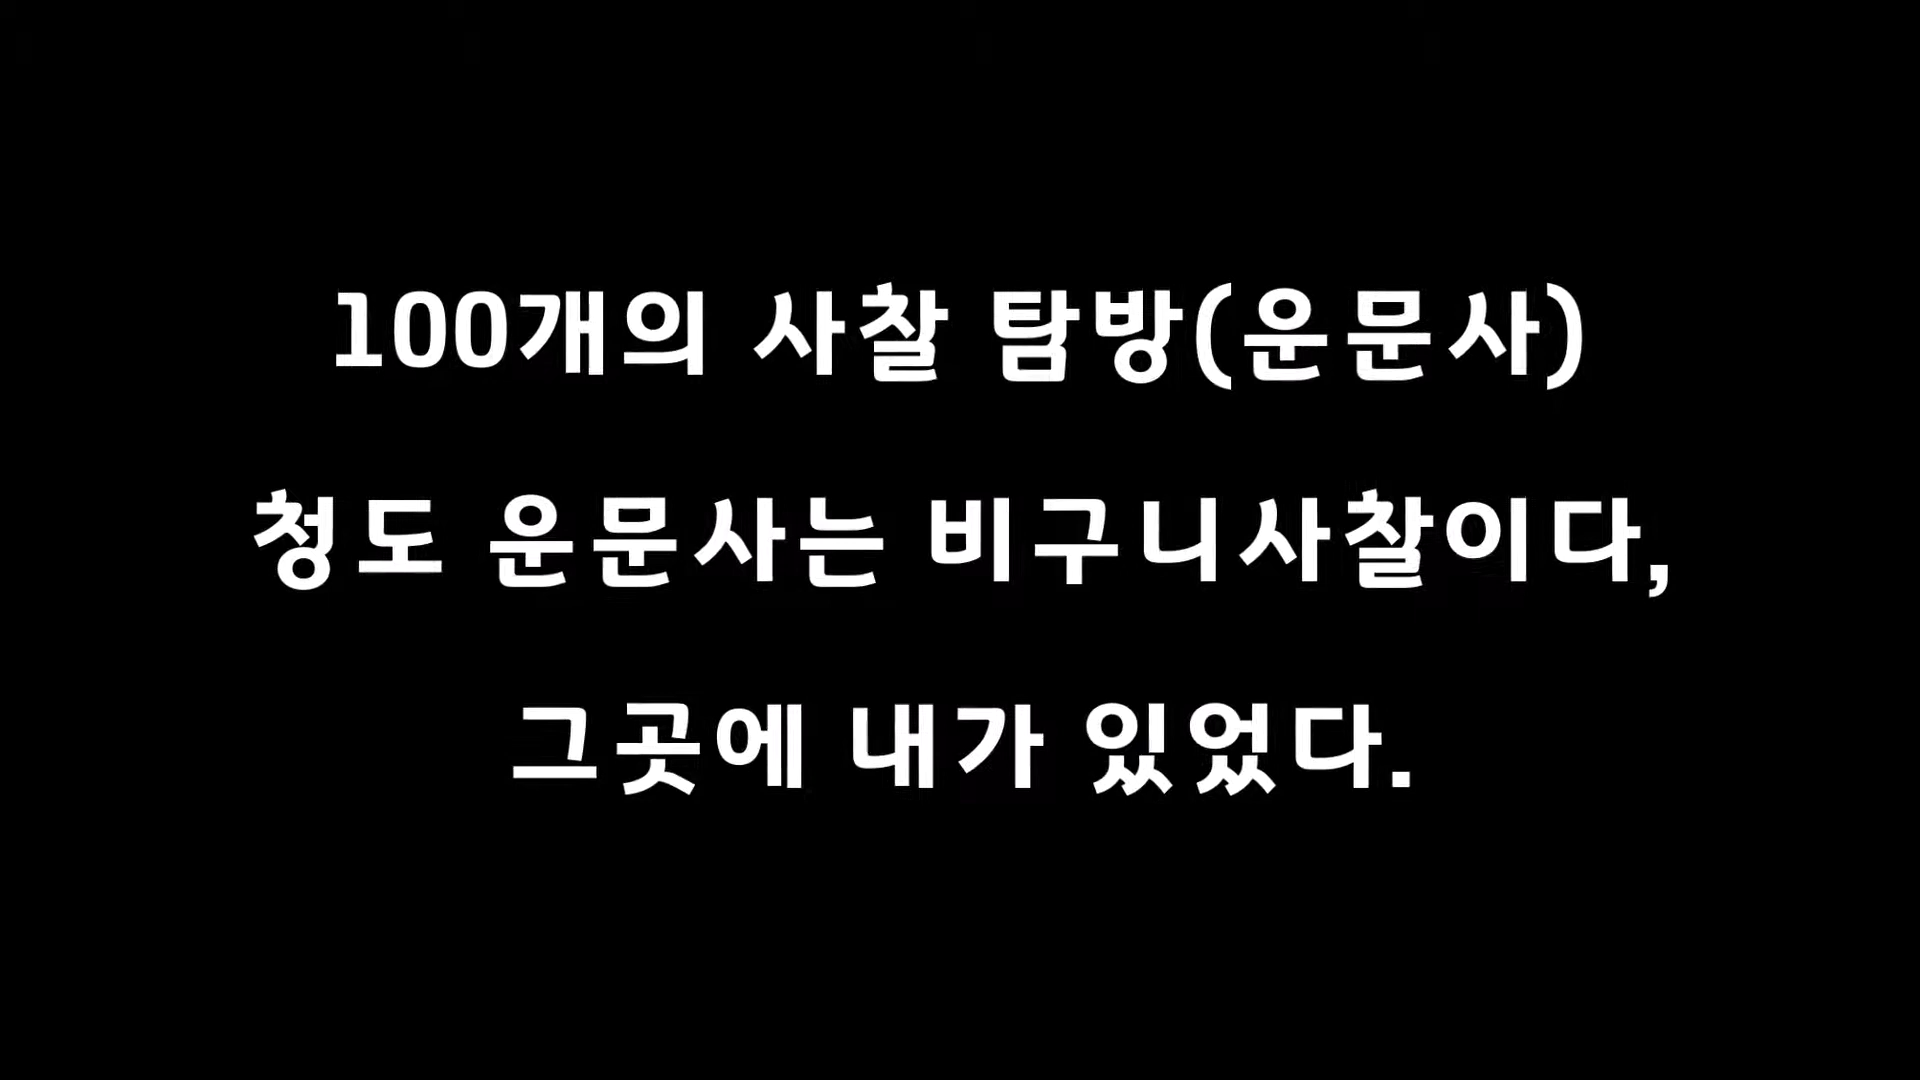 100개의 사찰 탐방(운문사)
청도 운문사는 비구니사찰이다,
그곳에 내가 있었다.